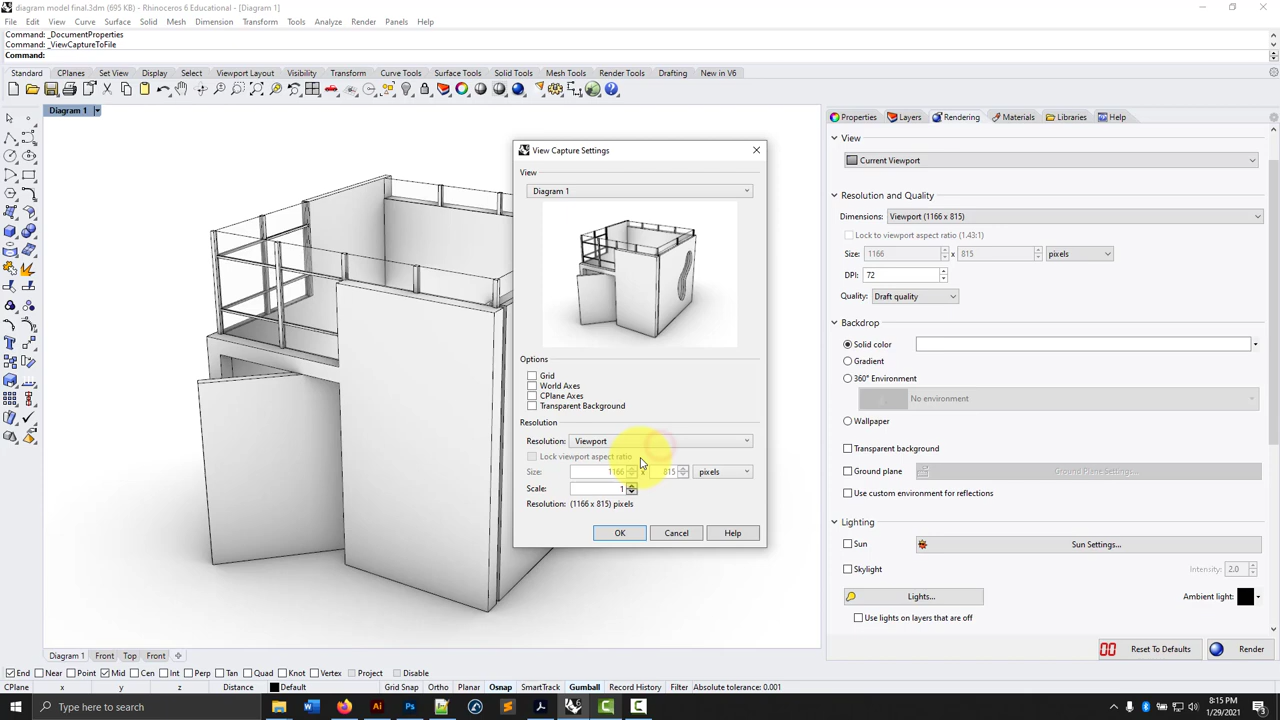 diagram model final.3dm (695 KB) - Rhinoceros 6 Educational - [Diagram 1]
File Edit View Curve Surface Solid Mesh Dimension Transform Tools Analyze Render Panels Help
Command: _DocumentProperties
Command: _ViewCaptureToFile
Command:
Standard CPlanes Set View Display Select Viewport Layout Visibility Transform Curve Tools Surface Tools Solid Tools Mesh Tools Render Tools Drafting New in V6
Diagram 1
View Capture Settings
View
Diagram 1
Options
Grid
World Axes
CPlane Axes
Transparent Background
Resolution
Resolution: Viewport
Lock viewport aspect ratio
Size: 1166 x 815 pixels
Scale: 1
Resolution: (1166 x 815) pixels
OK Cancel Help
Properties Layers Rendering Materials Libraries Help
View
Current Viewport
Resolution and Quality
Dimensions: Viewport (1166 x 815)
Lock to viewport aspect ratio (1.43:1)
Size: 1166 x 815 pixels
DPI: 72
Quality: Draft quality
Backdrop
Solid color
Gradient
360° Environment
No environment
Wallpaper
Transparent background
Ground plane Ground Plane Settings...
Use custom environment for reflections
Lighting
Sun Sun Settings...
Skylight Intensity: 2.0
Lights... Ambient light:
Use lights on layers that are off
Reset To Defaults Render
Diagram 1 Front Top Front
End Near Point Mid Cen Int Perp Tan Quad Knot Vertex Project Disable
CPlane x y z Distance Default Grid Snap Ortho Planar Osnap SmartTrack Gumball Record History Filter Absolute tolerance: 0.001
Type here to search
8:15 PM
1/29/2021